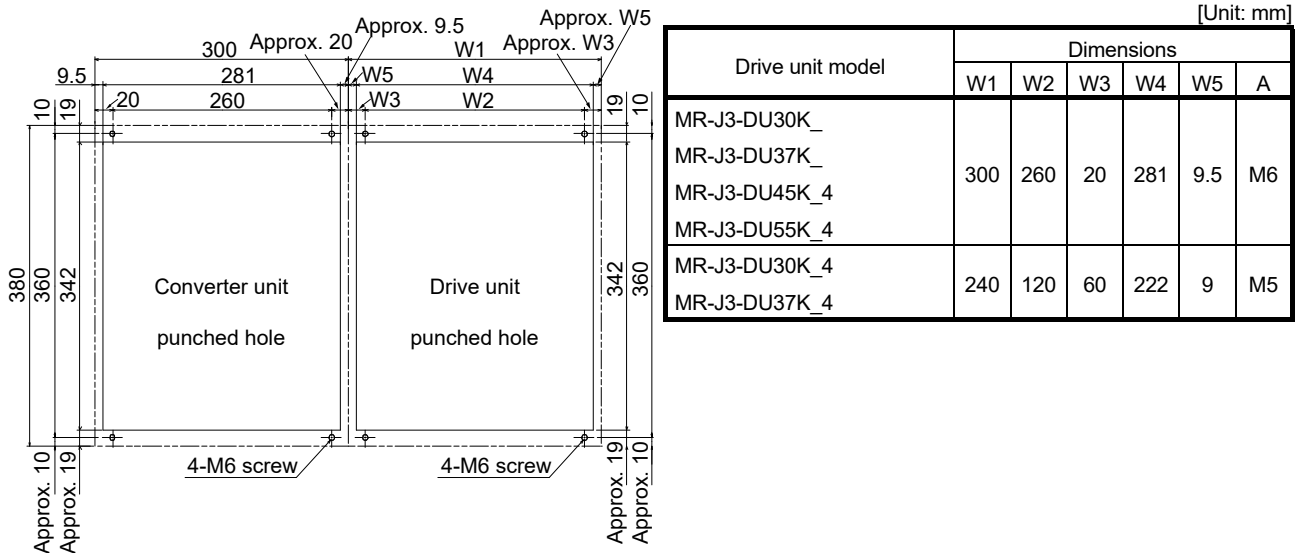 [Unit: mm]
Approx. W5
Approx. 9.5
Approx. 20
Approx. W3
300
W1
9.5
281
W5
W4
20
260
W3
W2
10
19
19
10
380
360
342
342
360
Converter unit
punched hole
Drive unit
punched hole
4-M6 screw
4-M6 screw
Approx. 10
Approx. 19
Approx. 19
Approx. 10
Drive unit model
Dimensions
W1 W2 W3 W4 W5 A
MR-J3-DU30K_
MR-J3-DU37K_
MR-J3-DU45K_4
MR-J3-DU55K_4
300 260 20 281 9.5 M6
MR-J3-DU30K_4
MR-J3-DU37K_4
240 120 60 222 9 M5